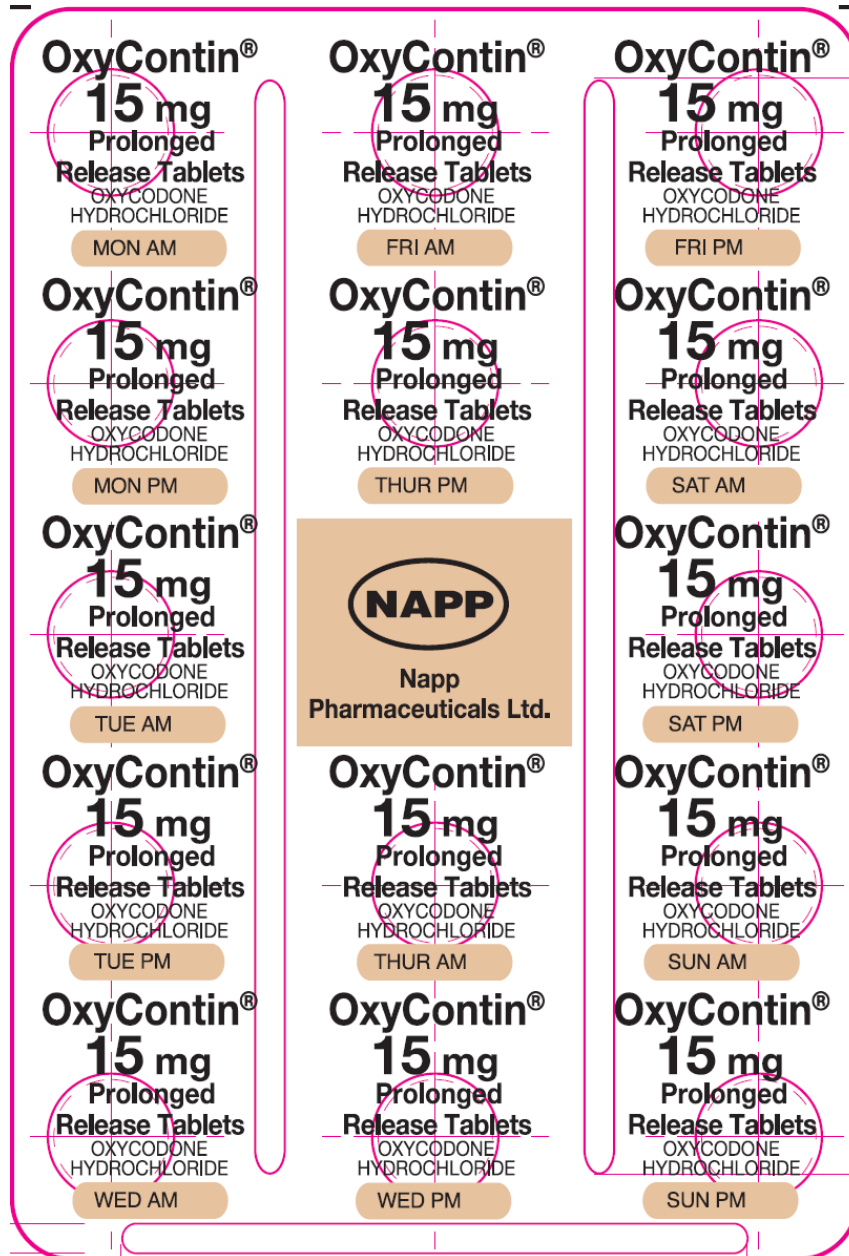 OxyContin®
15 mg
Prolonged
Release Tablets
OXYCODONE
HYDROCHLORIDE
MON AM
OxyContin®
15 mg
Prolonged
Release Tablets
OXYCODONE
HYDROCHLORIDE
FRI AM
OxyContin®
15 mg
Prolonged
Release Tablets
OXYCODONE
HYDROCHLORIDE
FRI PM
OxyContin®
15 mg
Prolonged
Release Tablets
OXYCODONE
HYDROCHLORIDE
MON PM
OxyContin®
15 mg
Prolonged
Release Tablets
OXYCODONE
HYDROCHLORIDE
THUR PM
OxyContin®
15 mg
Prolonged
Release Tablets
OXYCODONE
HYDROCHLORIDE
SAT AM
OxyContin®
15 mg
Prolonged
Release Tablets
OXYCODONE
HYDROCHLORIDE
TUE AM
NAPP
Napp
Pharmaceuticals Ltd.
OxyContin®
15 mg
Prolonged
Release Tablets
OXYCODONE
HYDROCHLORIDE
SAT PM
OxyContin®
15 mg
Prolonged
Release Tablets
OXYCODONE
HYDROCHLORIDE
TUE PM
OxyContin®
15 mg
Prolonged
Release Tablets
OXYCODONE
HYDROCHLORIDE
THUR AM
OxyContin®
15 mg
Prolonged
Release Tablets
OXYCODONE
HYDROCHLORIDE
SUN AM
OxyContin®
15 mg
Prolonged
Release Tablets
OXYCODONE
HYDROCHLORIDE
WED AM
OxyContin®
15 mg
Prolonged
Release Tablets
OXYCODONE
HYDROCHLORIDE
WED PM
OxyContin®
15 mg
Prolonged
Release Tablets
OXYCODONE
HYDROCHLORIDE
SUN PM